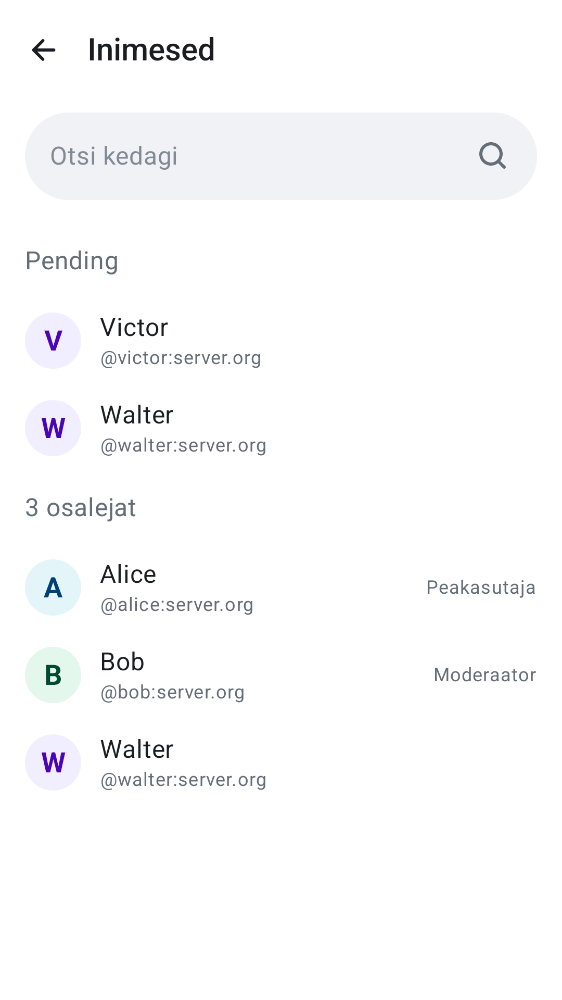 Inimesed
Otsi kedagi
Pending
V
Victor
@victor:server.org
W
Walter
@walter:server.org
3 osalejat
A
Alice
@alice:server.org
Peakasutaja
B
Bob
@bob:server.org
Moderaator
W
Walter
@walter:server.org